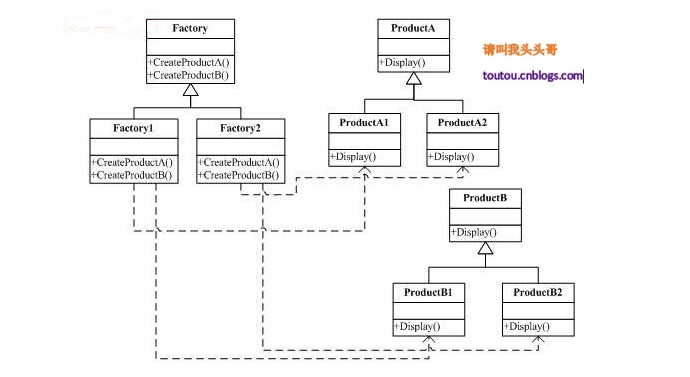 Factory
+CreateProductA()
+CreateProductB()
ProductA
+Display()
请叫我头头哥
toutou.cnblogs.com
Factory1
+CreateProductA()
+CreateProductB()
Factory2
+CreateProductA()
+CreateProductB()
ProductA1
+Display()
ProductA2
+Display()
ProductB
+Display()
ProductB1
+Display()
ProductB2
+Display()